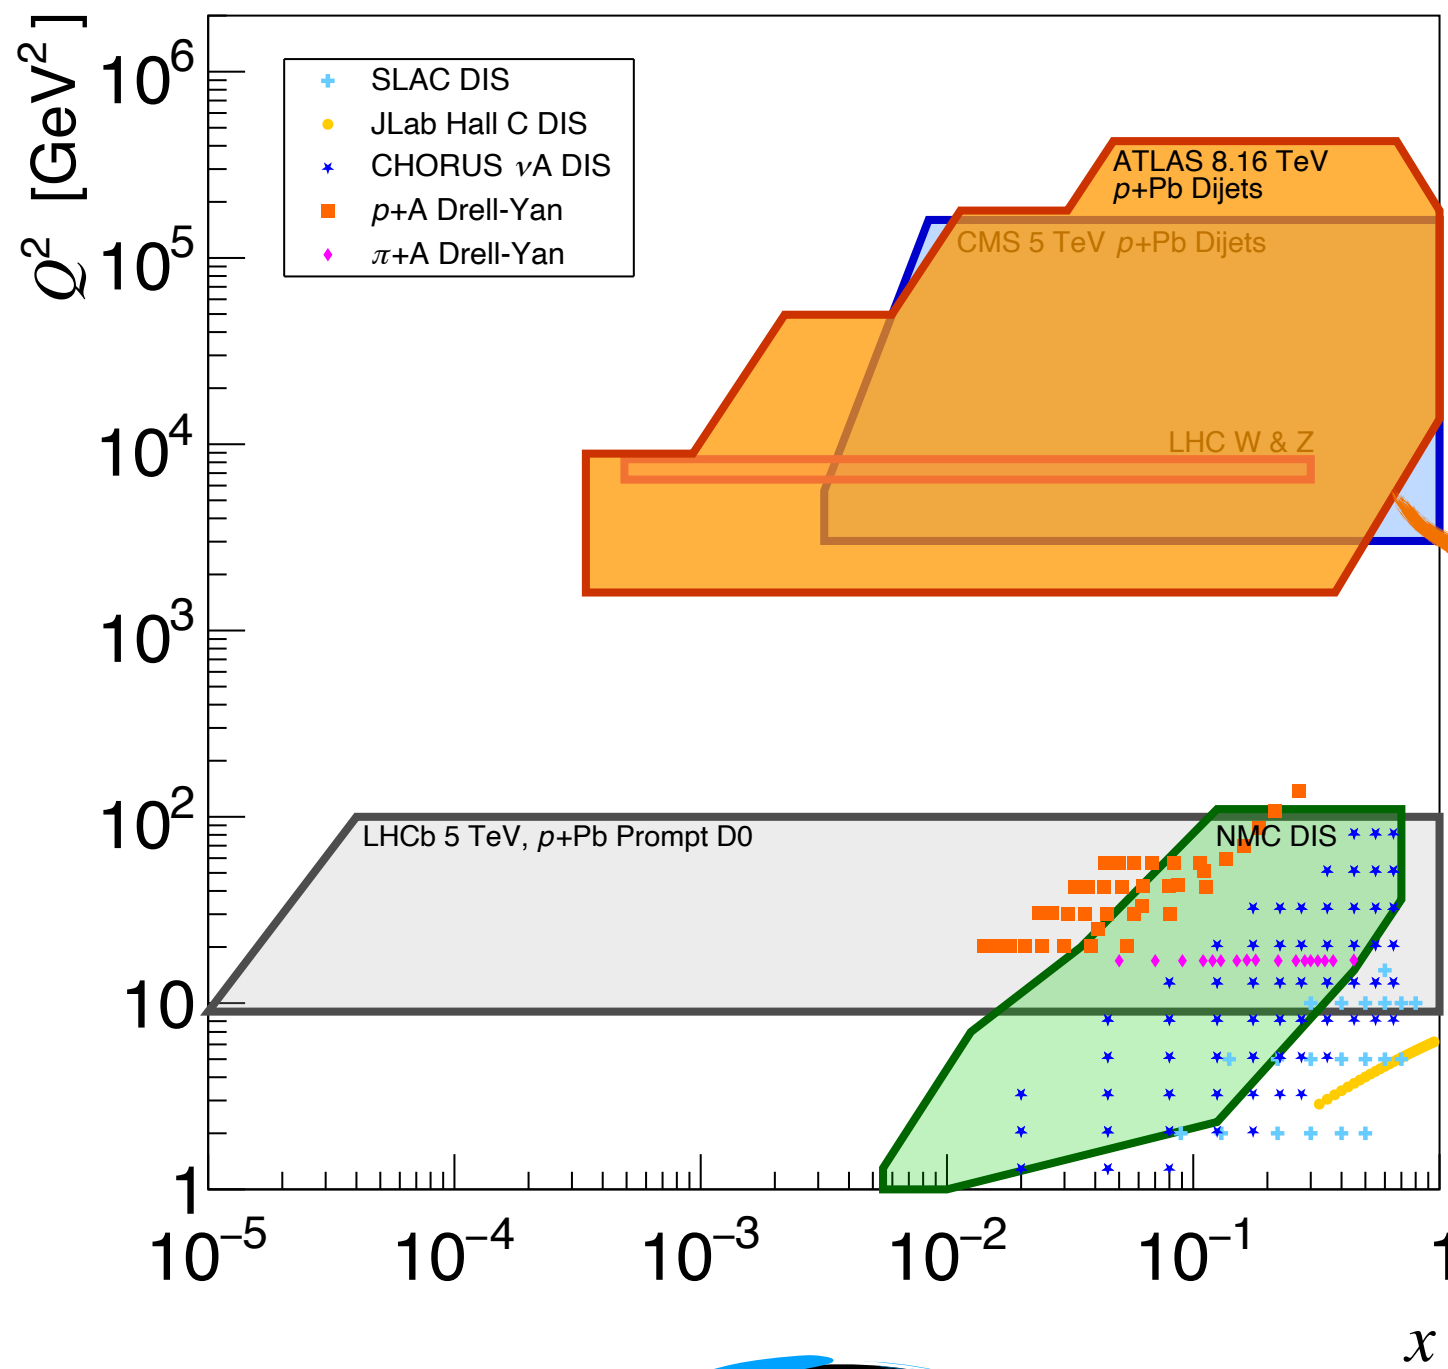 Q² [GeV²]
10⁶
10⁵
10⁴
10³
10²
10
1
SLAC DIS
JLab Hall C DIS
CHORUS νA DIS
p+A Drell-Yan
π+A Drell-Yan
ATLAS 8.16 TeV
p+Pb Dijets
CMS 5 TeV p+Pb Dijets
LHC W & Z
LHCb 5 TeV, p+Pb Prompt D0
NMC DIS
10⁻⁵ 10⁻⁴ 10⁻³ 10⁻² 10⁻¹ 1
x